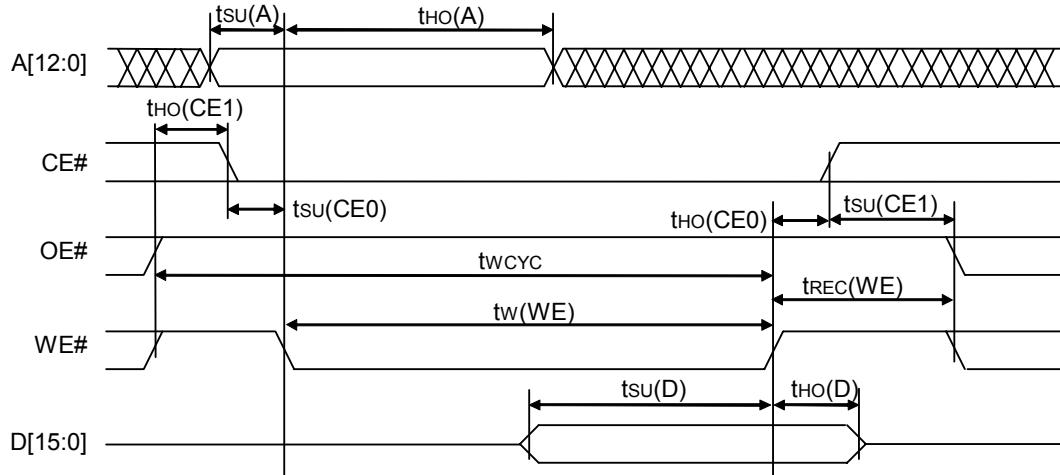 tSU(A)
tHO(A)
A[12:0]
tHO(CE1)
CE#
tSU(CE0)
tHO(CE0)
tSU(CE1)
OE#
tWCYC
tREC(WE)
tW(WE)
WE#
tSU(D)
tHO(D)
D[15:0]